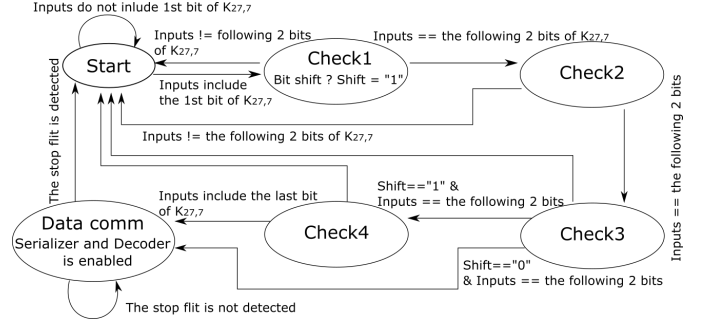 Inputs do not inlude 1st bit of K27,7
Inputs != following 2 bits
of K27,7
Inputs == the following 2 bits of K27,7
Start
Check1
Bit shift ? Shift = "1"
Check2
Inputs include
the 1st bit of K27,7
Inputs != the following 2 bits of K27,7
The stop flit is detected
Inputs == the following 2 bits
Shift=="1" &
Inputs == the following 2 bits
Inputs include the last bit
of K27,7
Data comm
Serializer and Decoder
is enabled
Check4
Check3
Shift=="0"
& Inputs == the following 2 bits
The stop flit is not detected